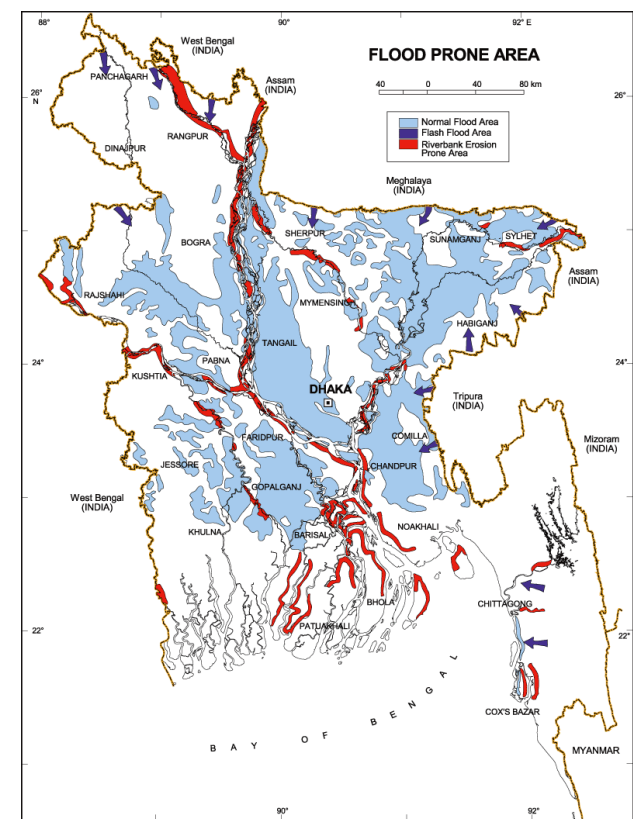 88°
90°
92° E
West Bengal
(INDIA)
FLOOD PRONE AREA
PANCHAGARH
Assam
(INDIA)
40
0
40
80 km
26°
N
26°
Normal Flood Area
Flash Flood Area
Riverbank Erosion
Prone Area
RANGPUR
DINAJPUR
Meghalaya
(INDIA)
SHERPUR
SUNAMGANJ
SYLHET
BOGRA
Assam
(INDIA)
RAJSHAHI
MYMENSINGH
HABIGANJ
TANGAIL
24°
PABNA
24°
KUSHTIA
DHAKA
Tripura
(INDIA)
Mizoram
(INDIA)
FARIDPUR
COMILLA
JESSORE
CHANDPUR
GOPALGANJ
West Bengal
(INDIA)
KHULNA
BARISAL
NOAKHALI
BHOLA
CHITTAGONG
22°
PATUAKHALI
22°
COX'S BAZAR
BAY OF BENGAL
MYANMAR
90°
92°